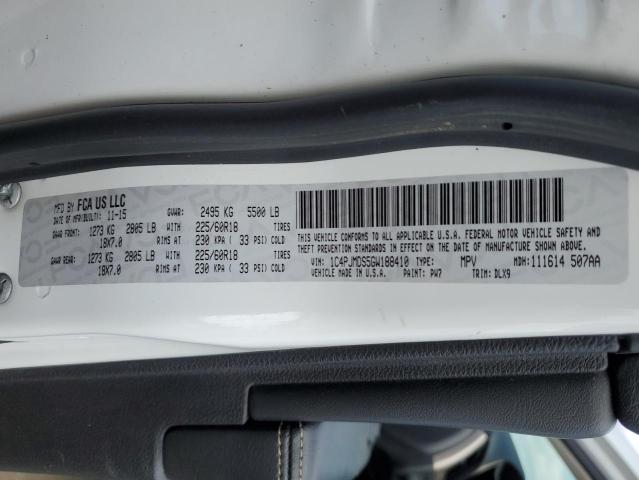 MFD BY FCA US LLC
DATE OF MFR(BUILT): 11-15 GVWR: 2495 KG 5500 LB
GAWR FRONT: 1273 KG 2805 LB 225/60R18 TIRES
18X7.0 RIMS AT 230 KPA ( 33 PSI) COLD
GAWR REAR: 1273 KG 2805 LB 225/60R18 TIRES
18X7.0 RIMS AT 230 KPA ( 33 PSI) COLD
THIS VEHICLE CONFORMS TO ALL APPLICABLE U.S.A. FEDERAL MOTOR VEHICLE SAFETY AND
THEFT PREVENTION STANDARDS IN EFFECT ON THE DATE OF MANUFACTURE SHOWN ABOVE.
VIN: 1C4PJMDS5GW188410 TYPE: MPV MDH: 111614 507AA
VEHICLE MADE IN U.S.A. PAINT: PW7 TRIM: DLX9